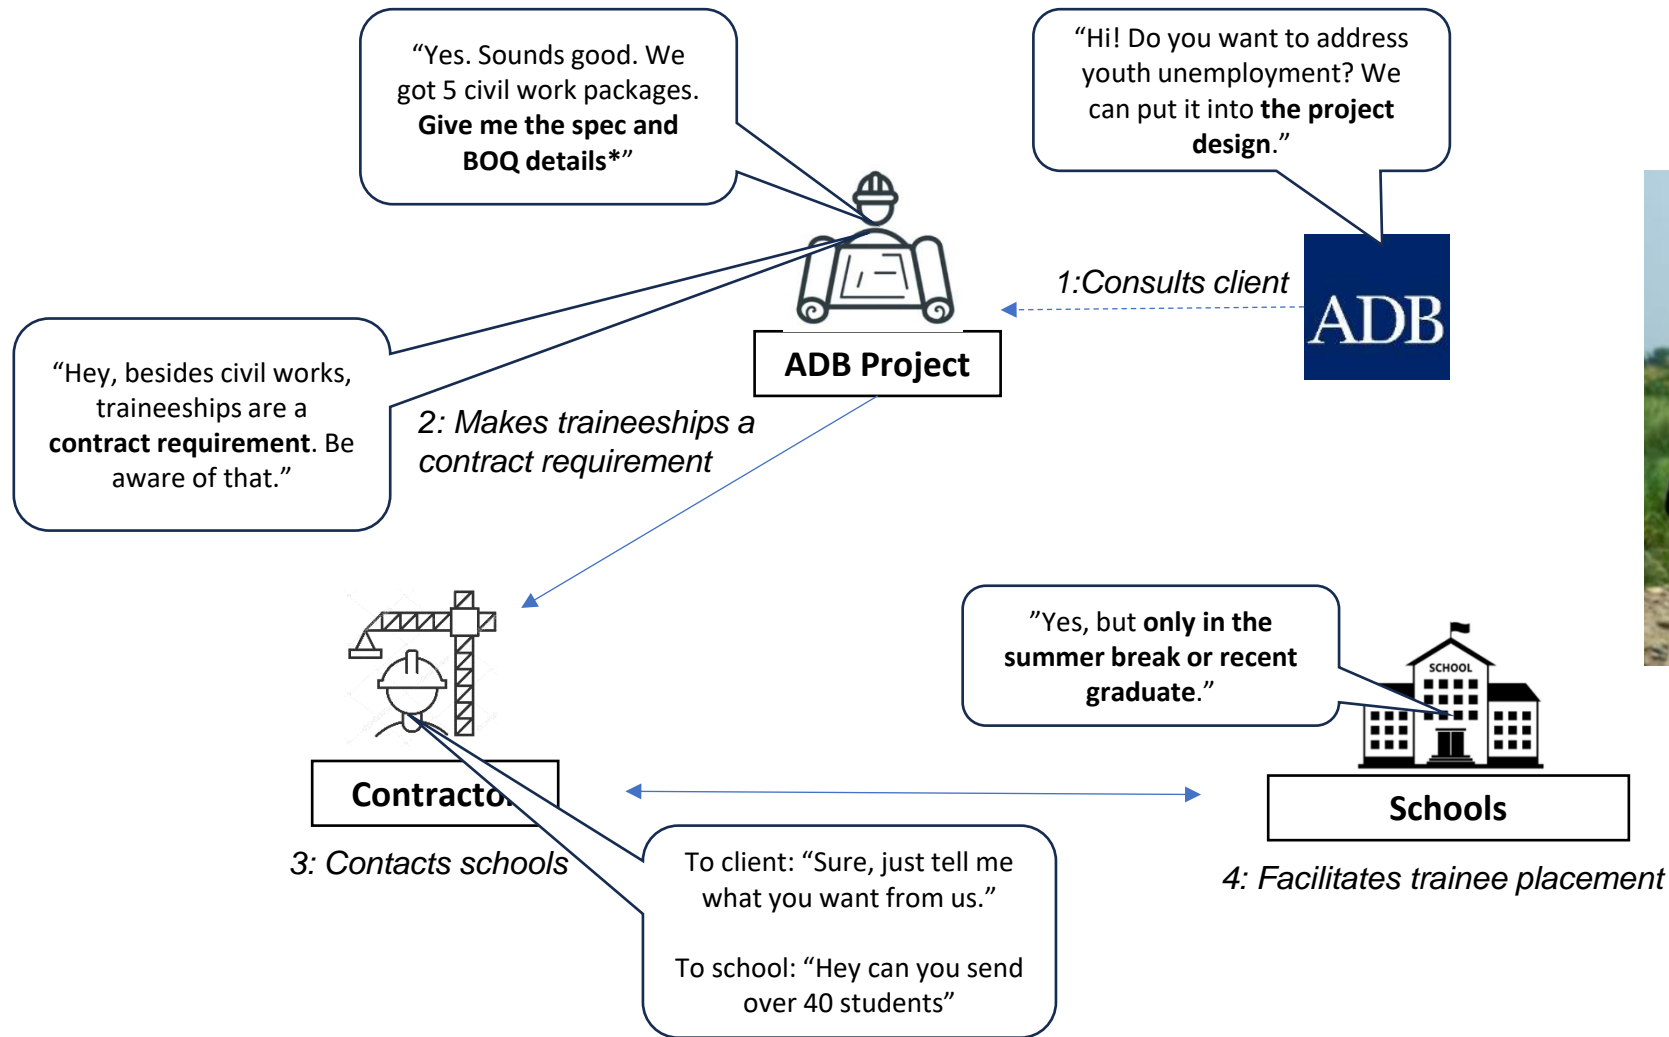 “Yes. Sounds good. We
got 5 civil work packages.
Give me the spec and
BOQ details*”
“Hi! Do you want to address
youth unemployment? We
can put it into the project
design.”
1:Consults client
ADB
ADB Project
“Hey, besides civil works,
traineeships are a
contract requirement. Be
aware of that.”
2: Makes traineeships a
contract requirement
”Yes, but only in the
summer break or recent
graduate.”
SCHOOL
Contractor
Schools
3: Contacts schools
4: Facilitates trainee placement
To client: “Sure, just tell me
what you want from us.”
To school: “Hey can you send
over 40 students”